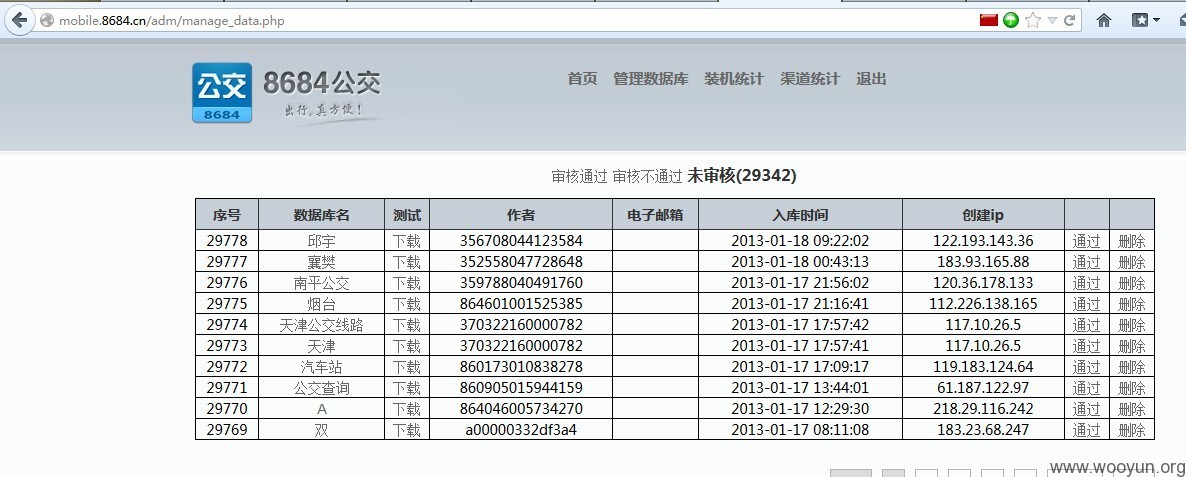 mobile.8684.cn/adm/manage_data.php
公交 8684公交
8684 出行,真方便!
首页 管理数据库 装机统计 渠道统计 退出
审核通过 审核不通过 未审核(29342)
序号 数据库名 测试 作者 电子邮箱 入库时间 创建ip
29778 邱宇 下载 356708044123584 2013-01-18 09:22:02 122.193.143.36 通过 删除
29777 襄樊 下载 352558047728648 2013-01-18 00:43:13 183.93.165.88 通过 删除
29776 南平公交 下载 359788040491760 2013-01-17 21:56:02 120.36.178.133 通过 删除
29775 烟台 下载 864601001525385 2013-01-17 21:16:41 112.226.138.165 通过 删除
29774 天津公交线路 下载 370322160000782 2013-01-17 17:57:42 117.10.26.5 通过 删除
29773 天津 下载 370322160000782 2013-01-17 17:57:41 117.10.26.5 通过 删除
29772 汽车站 下载 860173010838278 2013-01-17 17:09:17 119.183.124.64 通过 删除
29771 公交查询 下载 860905015944159 2013-01-17 13:44:01 61.187.122.97 通过 删除
29770 A 下载 864046005734270 2013-01-17 12:29:30 218.29.116.242 通过 删除
29769 双 下载 a00000332df3a4 2013-01-17 08:11:08 183.23.68.247 通过 删除
www.wooyun.org